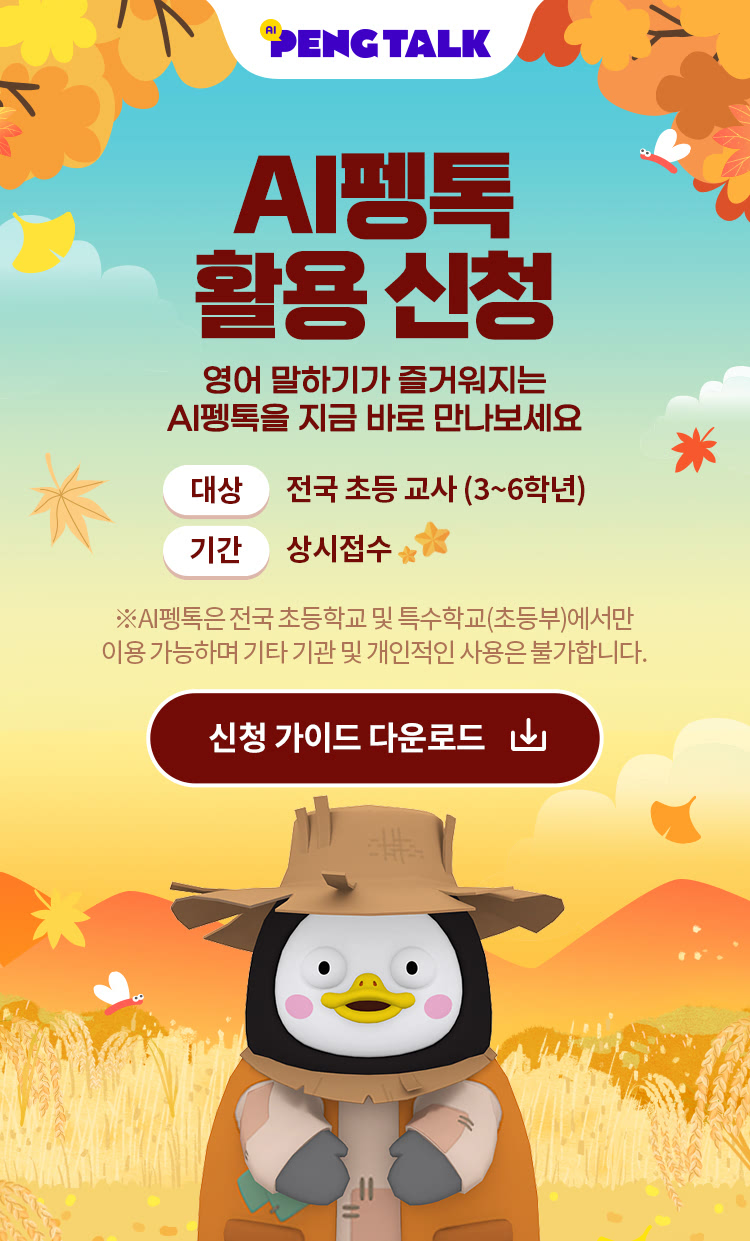 AI PENGTALK
AI펭톡
활용 신청
영어 말하기가 즐거워지는
AI펭톡을 지금 바로 만나보세요
대상 전국 초등 교사 (3~6학년)
기간 상시접수
※AI펭톡은 전국 초등학교 및 특수학교(초등부)에서만
이용 가능하며 기타 기관 및 개인적인 사용은 불가합니다.
신청 가이드 다운로드